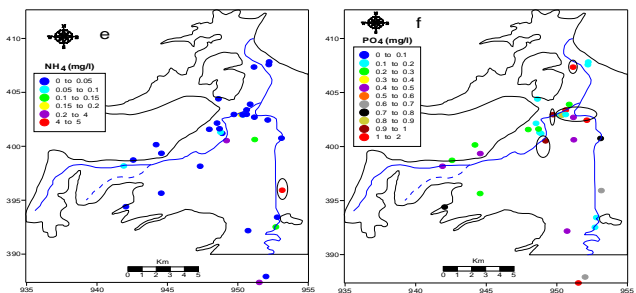 e
NH4 (mg/l)
0 to 0.05
0.05 to 0.1
0.1 to 0.15
0.15 to 0.2
0.2 to 4
4 to 5
410
405
400
395
390
Km
0 1 2 3 4 5
935 940 945 950 955
f
PO4 (mg/l)
0 to 0.1
0.1 to 0.2
0.2 to 0.3
0.3 to 0.4
0.4 to 0.5
0.5 to 0.6
0.6 to 0.7
0.7 to 0.8
0.8 to 0.9
0.9 to 1
1 to 2
410
405
400
395
390
Km
0 1 2 3 4 5
935 940 945 950 955